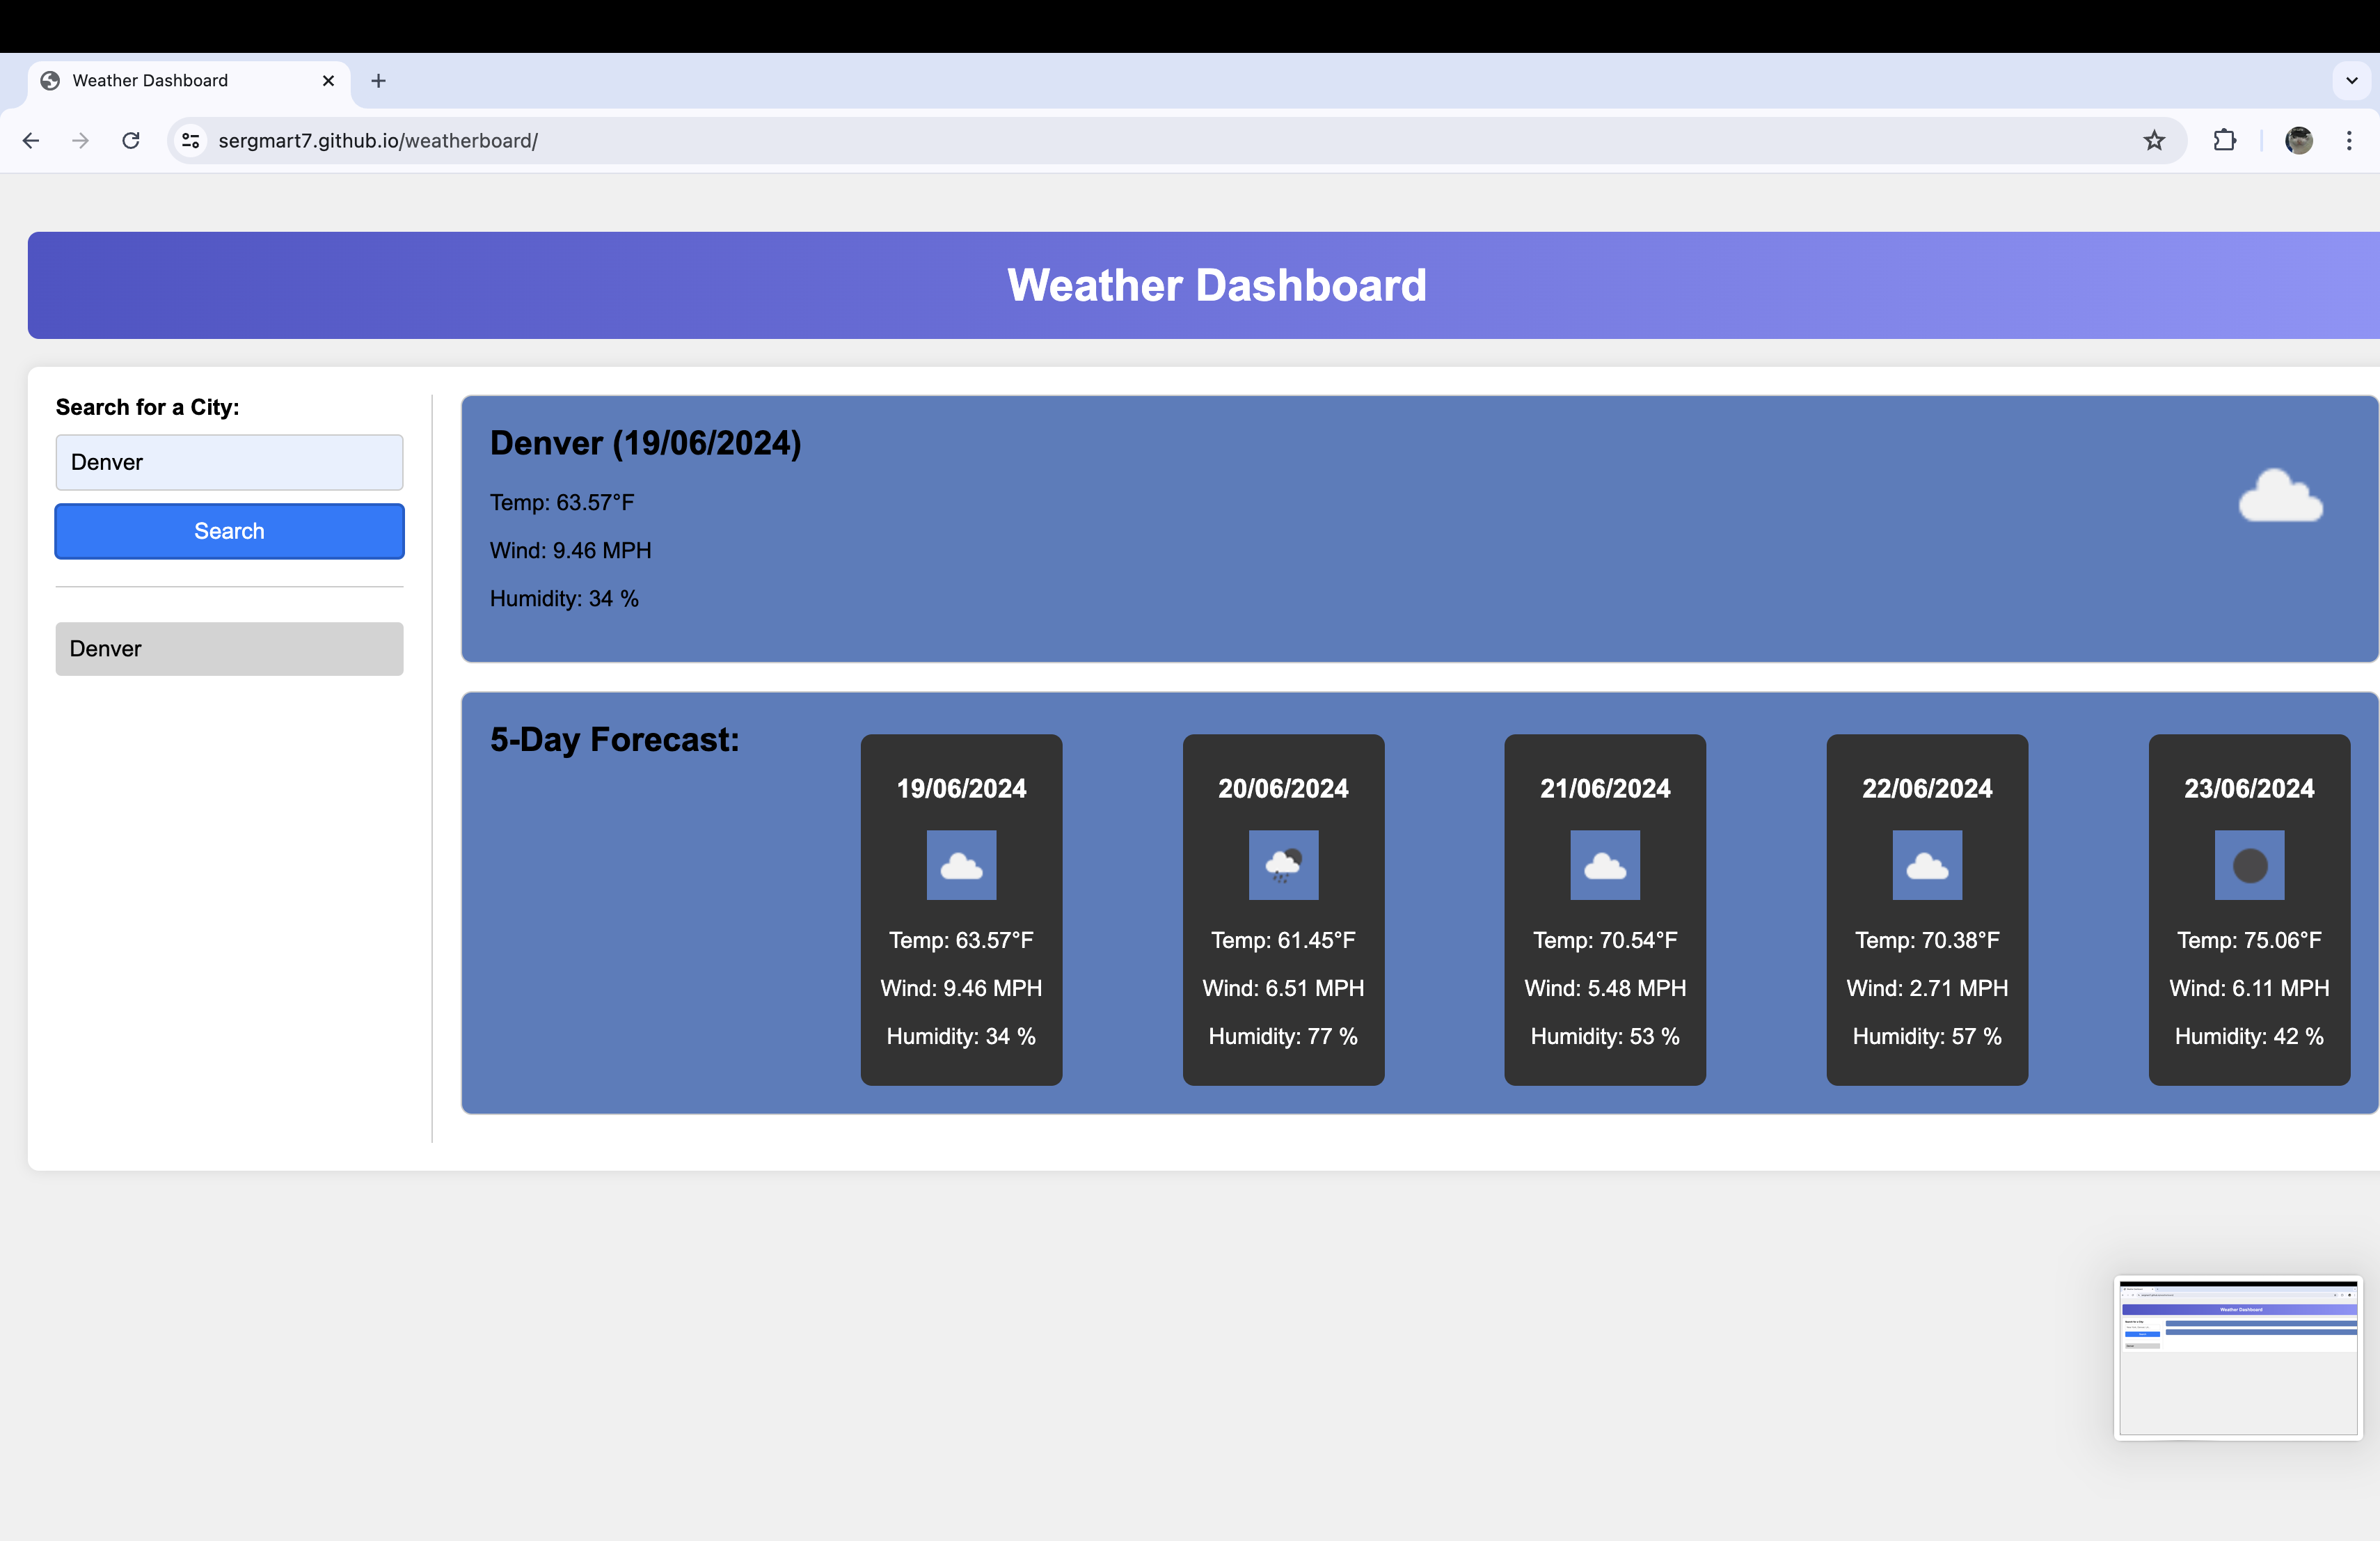 Weather Dashboard
sergmart7.github.io/weatherboard/
Weather Dashboard
Search for a City:
Denver
Search
Denver
Denver (19/06/2024)
Temp: 63.57°F
Wind: 9.46 MPH
Humidity: 34 %
5-Day Forecast:
19/06/2024
Temp: 63.57°F
Wind: 9.46 MPH
Humidity: 34 %
20/06/2024
Temp: 61.45°F
Wind: 6.51 MPH
Humidity: 77 %
21/06/2024
Temp: 70.54°F
Wind: 5.48 MPH
Humidity: 53 %
22/06/2024
Temp: 70.38°F
Wind: 2.71 MPH
Humidity: 57 %
23/06/2024
Temp: 75.06°F
Wind: 6.11 MPH
Humidity: 42 %
Weather Dashboard